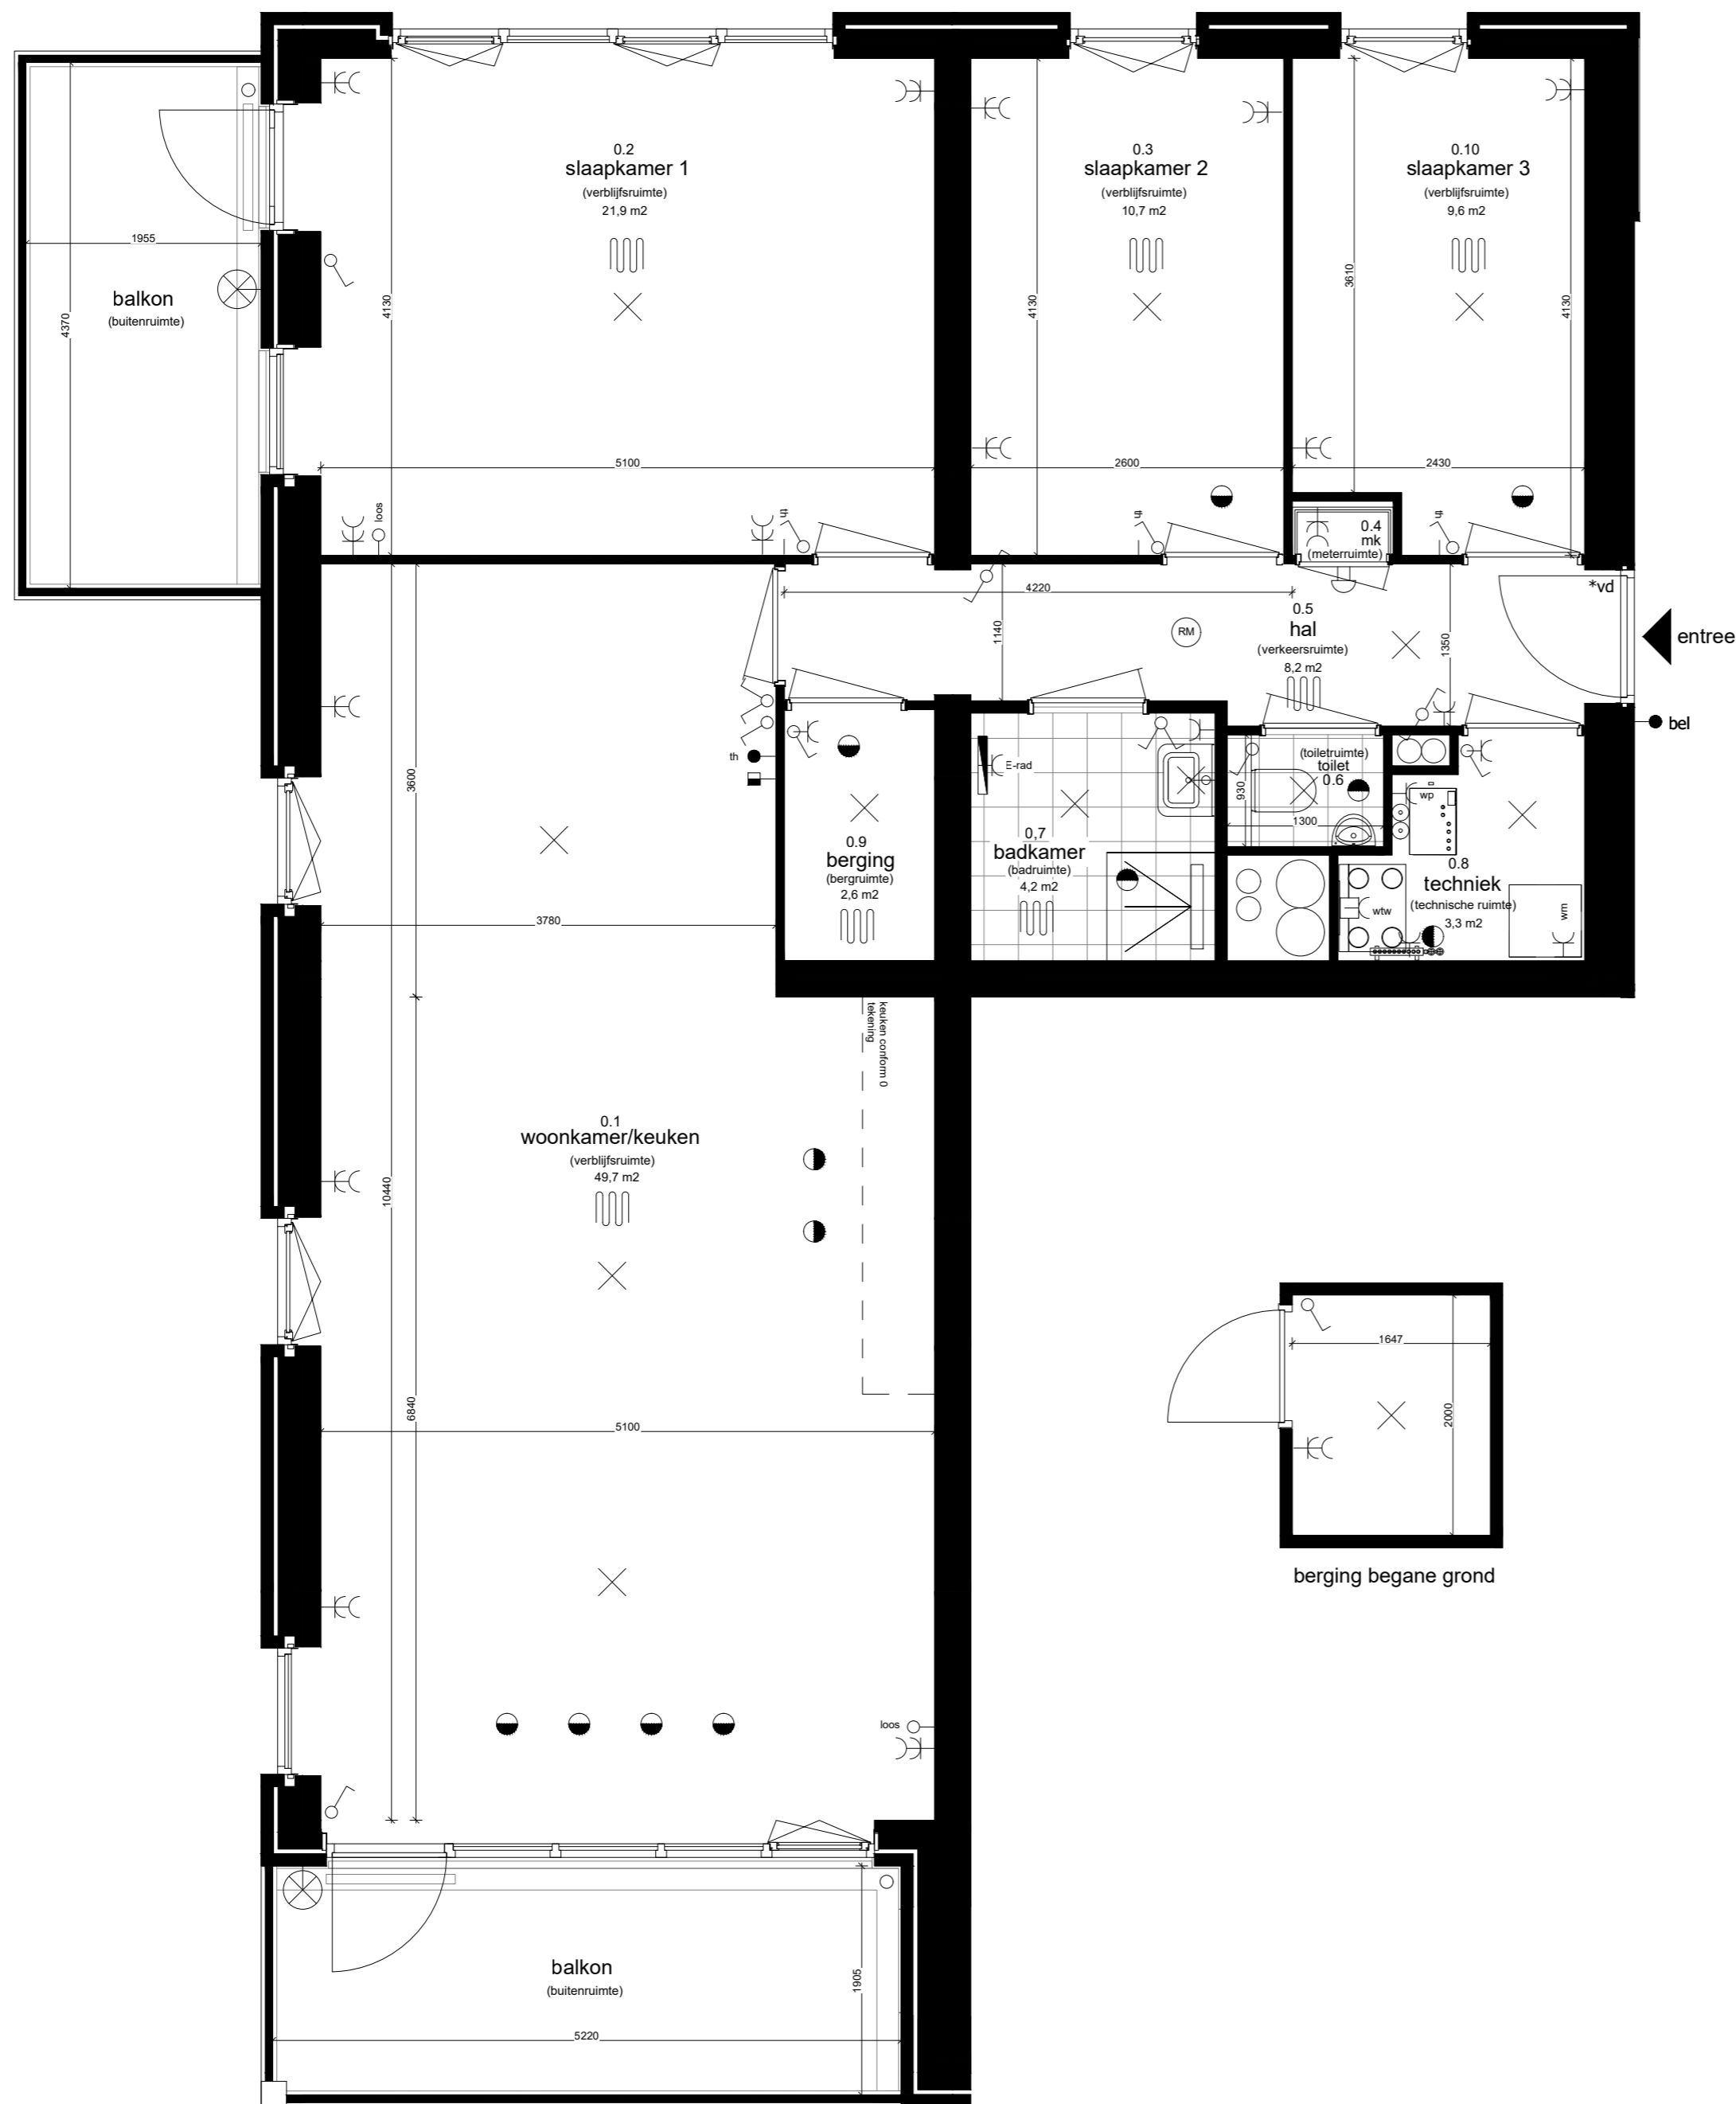 0.2
slaapkamer 1
(verblijfsruimte)
21,9 m2
0.3
slaapkamer 2
(verblijfsruimte)
10,7 m2
0.10
slaapkamer 3
(verblijfsruimte)
9,6 m2
1955
balkon
(buitenruimte)
4370
4130
4130
3610
4130
5100
2600
2430
loos
th
th
th
0.4
mk
(meterruimte)
*vd
4220
1140
RM
0.5
hal
(verkeersruimte)
8,2 m2
1350
entree
bel
3600
th
E-rad
(toiletruimte)
toilet
0.6
930
1300
wp
0.9
berging
(bergruimte)
2,6 m2
0,7
badkamer
(badruimte)
4,2 m2
0.8
techniek
(technische ruimte)
3,3 m2
wtw
wm
3780
keuken conform 0
tekening
0.1
woonkamer/keuken
(verblijfsruimte)
49,7 m2
10440
6840
5100
1647
2000
berging begane grond
loos
balkon
(buitenruimte)
1905
5220